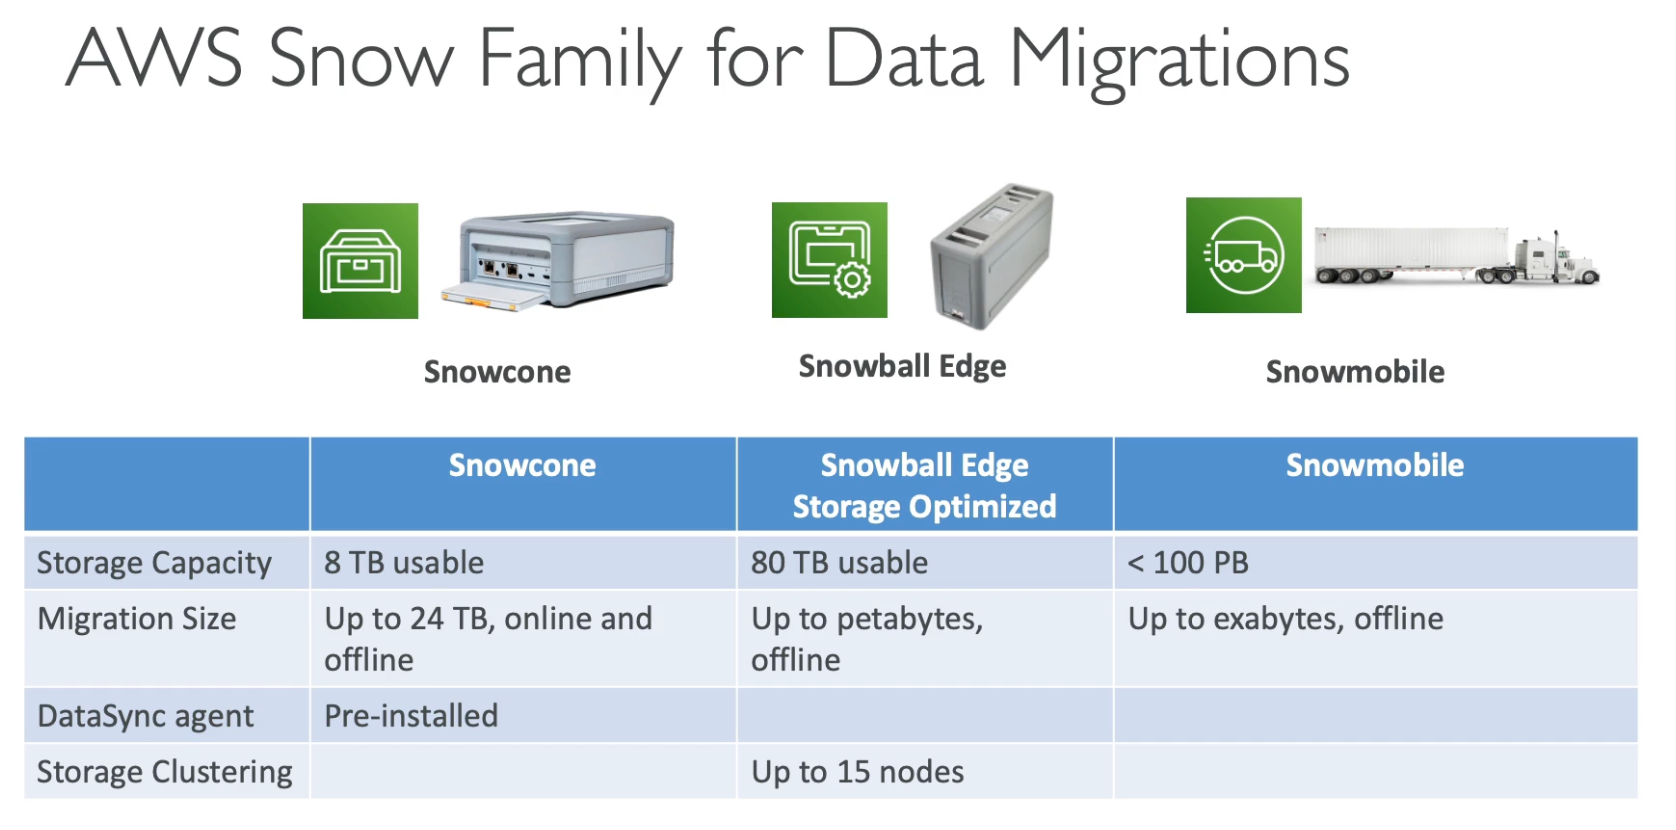 AWS Snow Family for Data Migrations
Snowcone
Snowball Edge
Snowmobile
Snowcone
Snowball Edge
Storage Optimized
Snowmobile
Storage Capacity
8 TB usable
80 TB usable
< 100 PB
Migration Size
Up to 24 TB, online and
offline
Up to petabytes,
offline
Up to exabytes, offline
DataSync agent
Pre-installed
Storage Clustering
Up to 15 nodes